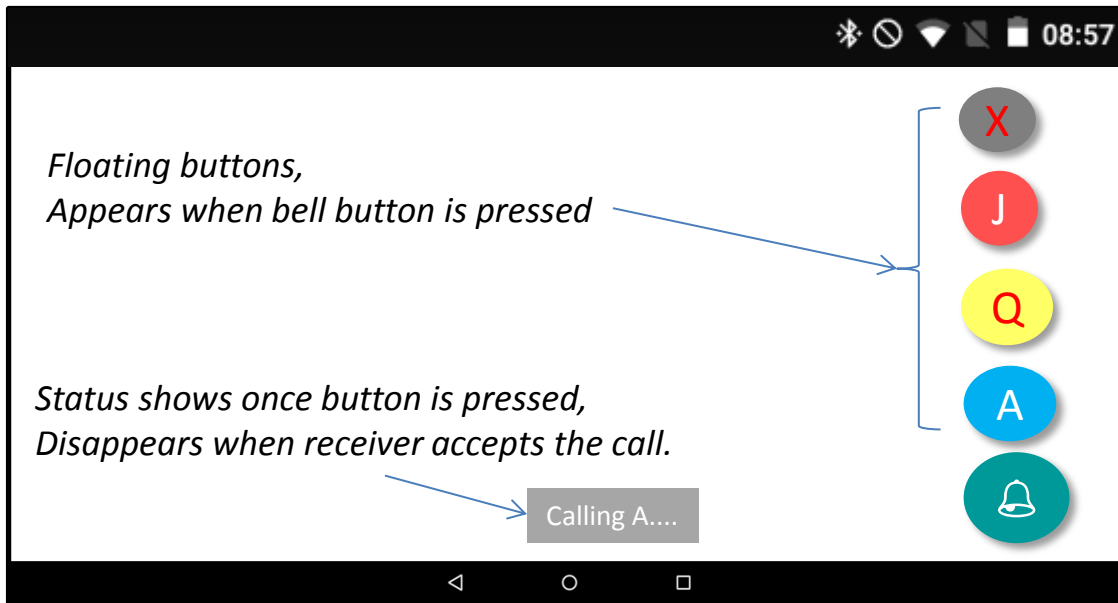 08:57
X
Floating buttons,
Appears when bell button is pressed
J
Q
Status shows once button is pressed,
Disappears when receiver accepts the call.
A
Calling A....